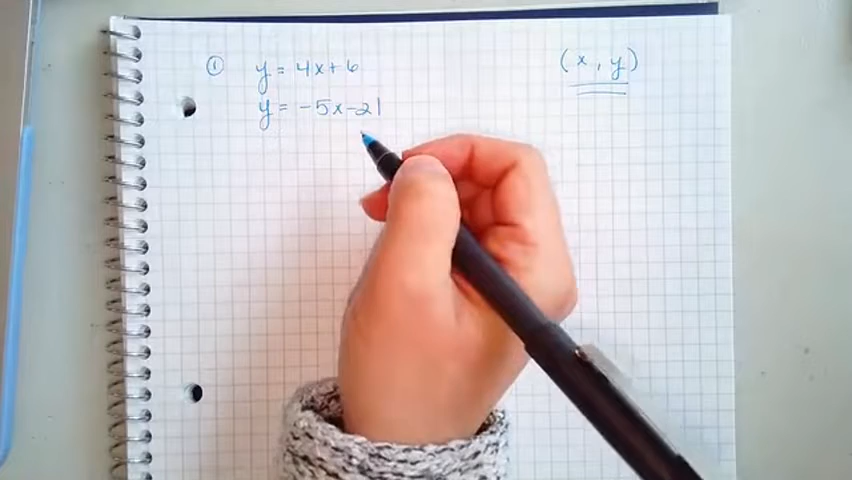 ① y = 4x + 6
(x, y)
y = -5x - 21